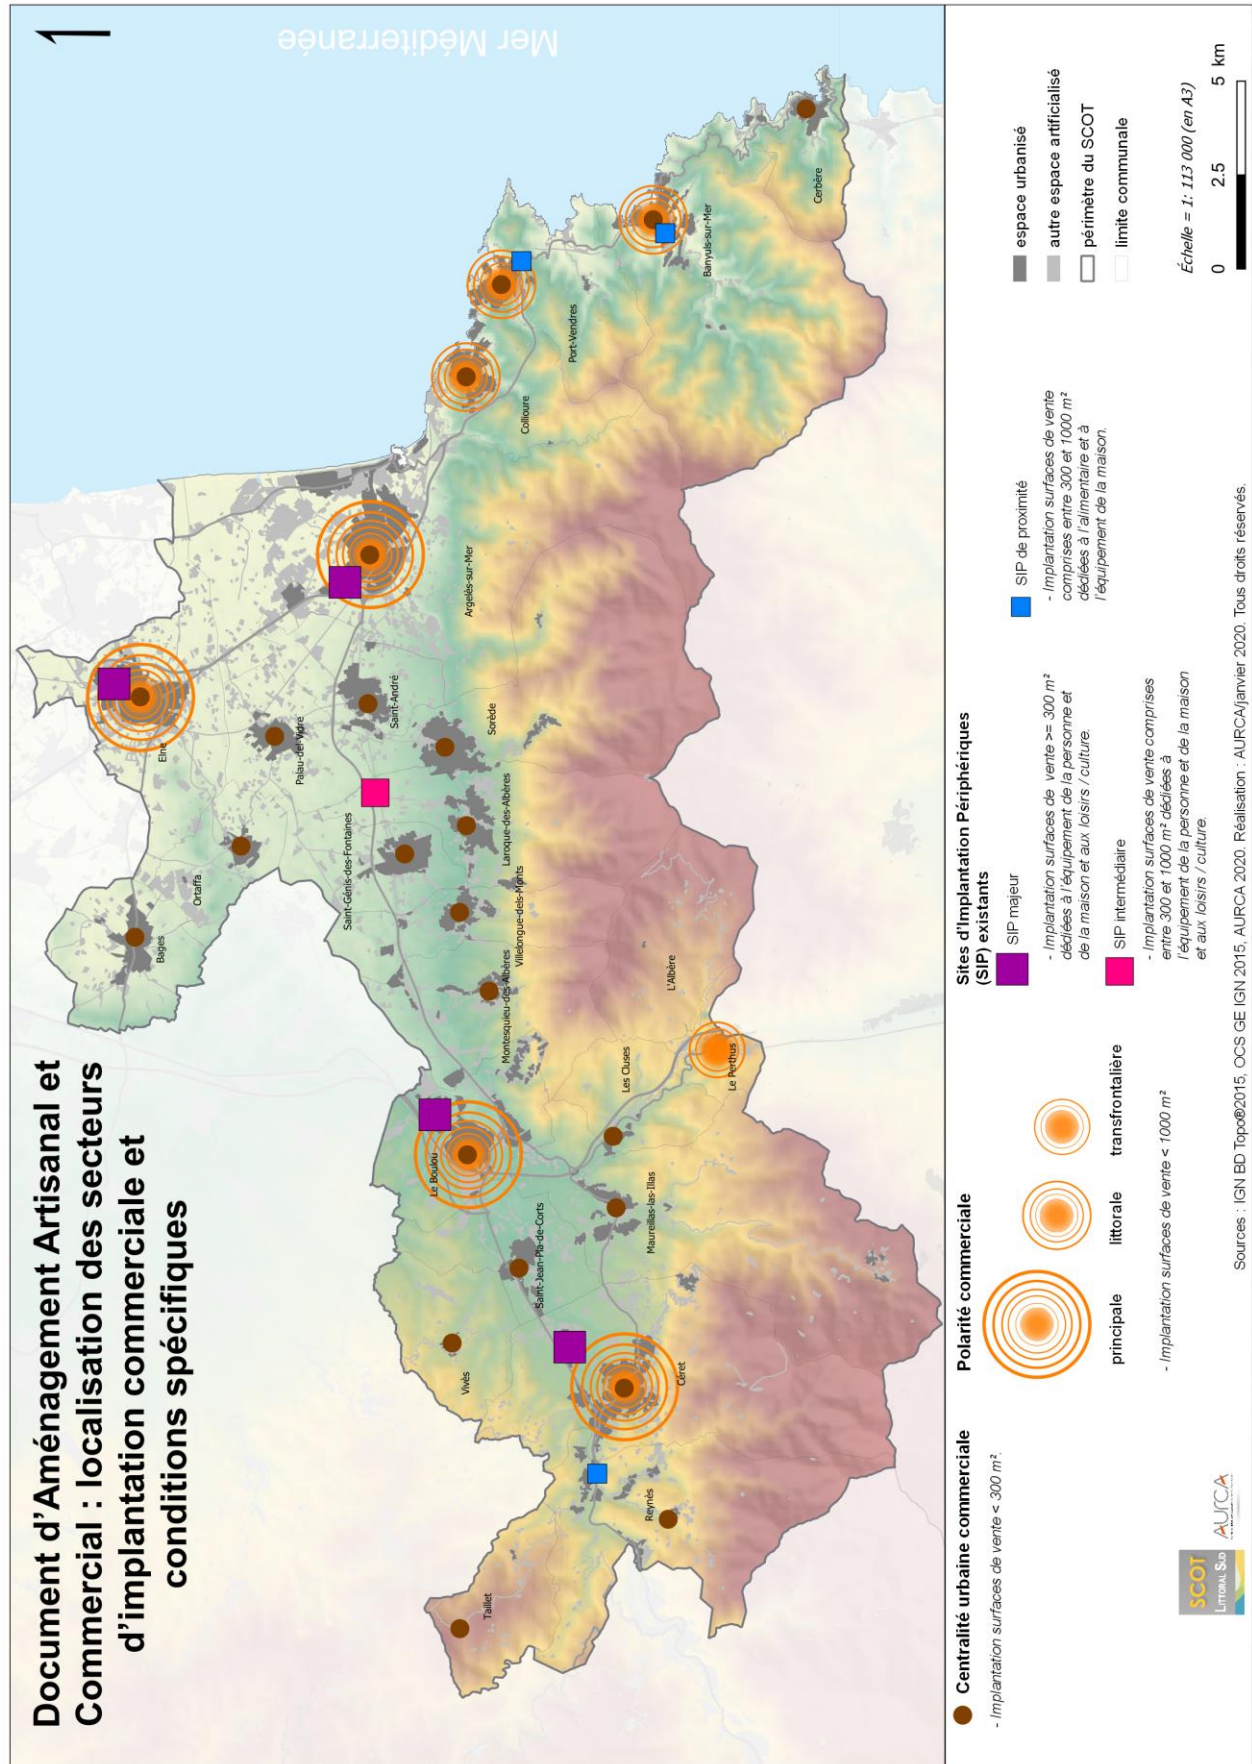 Document d'Aménagement Artisanal et
Commercial : localisation des secteurs
d'implantation commerciale et
conditions spécifiques
Mer Méditerranée
Taillet
Reynès
Céret
Vivès
Saint-Jean-Pla-de-Corts
Maureillas-las-Illas
Le Boulou
Les Cluses
Le Perthus
L'Albère
Montesquieu-des-Albères
Villelongue-dels-Monts
Laroque-des-Albères
Saint-Génis-des-Fontaines
Sorède
Saint-André
Bages
Ortaffa
Palau-del-Vidre
Elne
Argelès-sur-Mer
Collioure
Port-Vendres
Banyuls-sur-Mer
Cerbère
Centralité urbaine commerciale
- Implantation surfaces de vente < 300 m².
Polarité commerciale
principale
littorale
transfrontalière
- Implantation surfaces de vente < 1000 m²
Sites d'Implantation Périphériques
(SIP) existants
SIP majeur
- Implantation surfaces de vente >= 300 m²
dédiées à l'équipement de la personne et
de la maison et aux loisirs / culture.
SIP intermédiaire
- Implantation surfaces de vente comprises
entre 300 et 1000 m² dédiées à
l'équipement de la personne et de la maison
et aux loisirs / culture.
SIP de proximité
- Implantation surfaces de vente
comprises entre 300 et 1000 m²
dédiées à l'alimentaire et à
l'équipement de la maison.
espace urbanisé
autre espace artificialisé
périmètre du SCOT
limite communale
Échelle = 1: 113 000 (en A3)
0 2.5 5 km
SCOT
LITTORAL SUD
AURCA
Sources : IGN BD Topo®2015, OCS GE IGN 2015, AURCA 2020. Réalisation : AURCA/janvier 2020. Tous droits réservés.